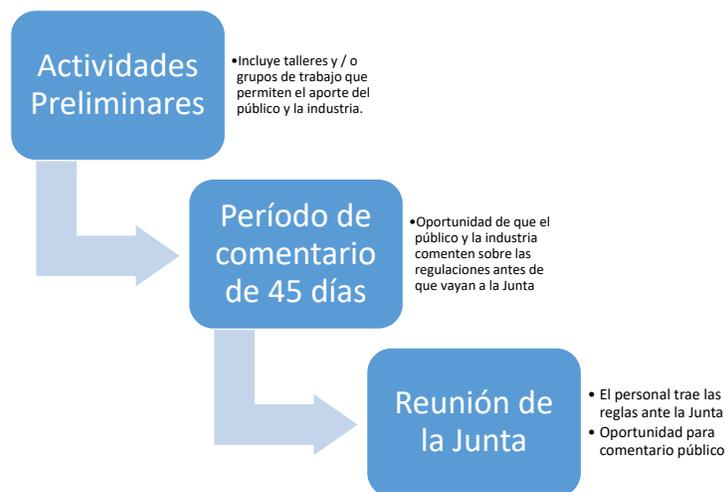 Actividades
Preliminares
•Incluye talleres y / o
grupos de trabajo que
permiten el aporte del
público y la industria.
Período de
comentario
de 45 días
•Oportunidad de que el
público y la industria
comenten sobre las
regulaciones antes de
que vayan a la Junta
Reunión de
la Junta
• El personal trae las
reglas ante la Junta
• Oportunidad para
comentario público